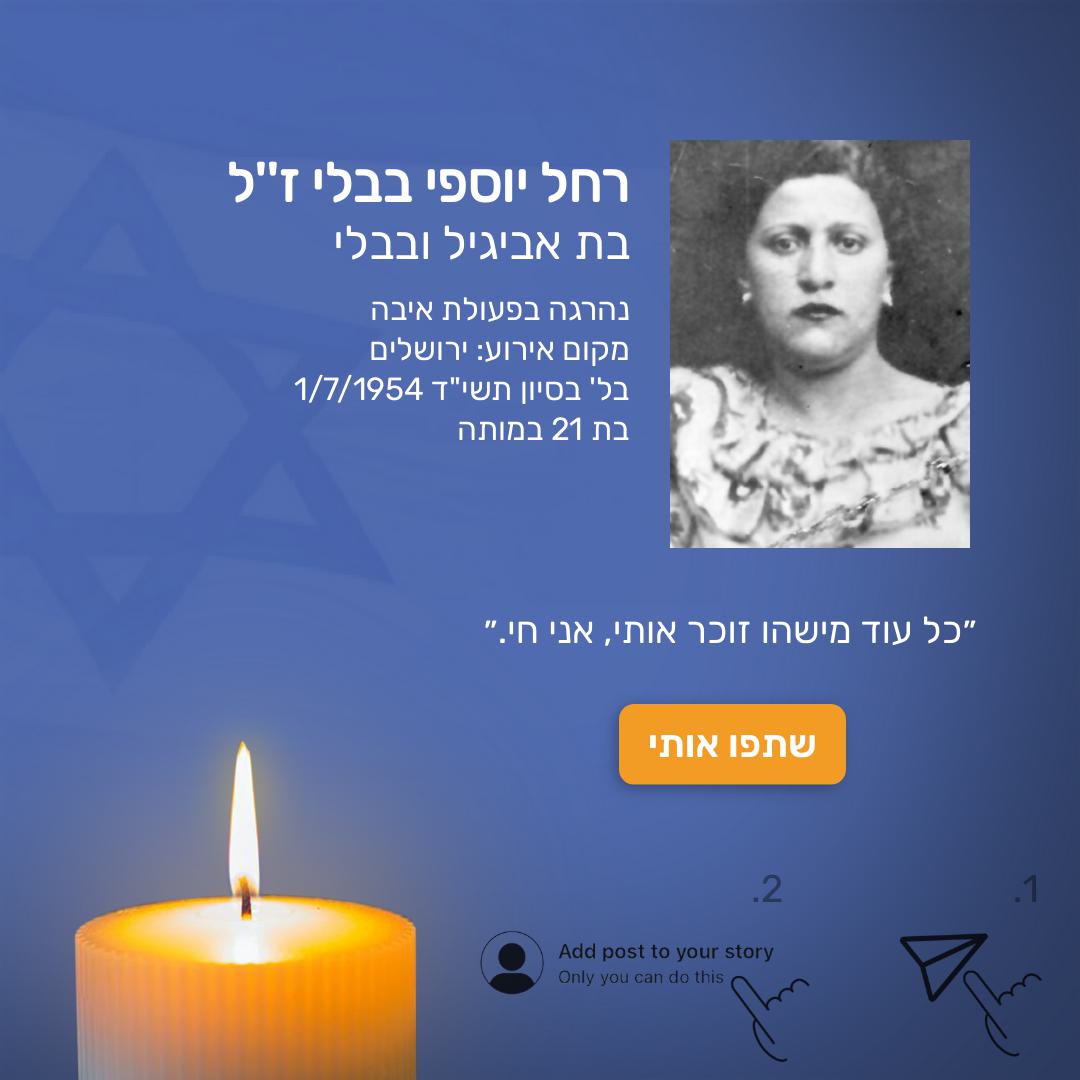 רחל יוספי בבלי ז"ל
בת אביגיל ובבלי
נהרגה בפעולת איבה
מקום אירוע: ירושלים
בל' בסיון תשי"ד 1/7/1954
בת 21 במותה
״כל עוד מישהו זוכר אותי, אני חי.״
שתפו אותי
1.
2.
Add post to your story
Only you can do this